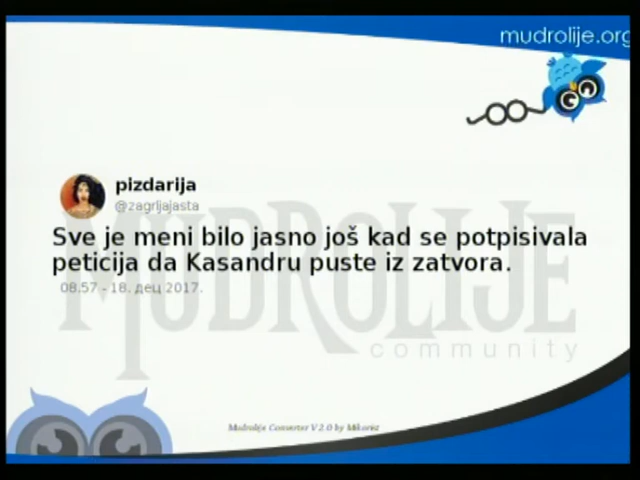 mudrolije.org
pizdarija
@zagrljajasta
Sve je meni bilo jasno još kad se potpisivala
peticija da Kasandru puste iz zatvora.
08.57 - 18. дец 2017.
MUDROLIJE
community
Mudrolije Converter V 2.0 by Mikorist